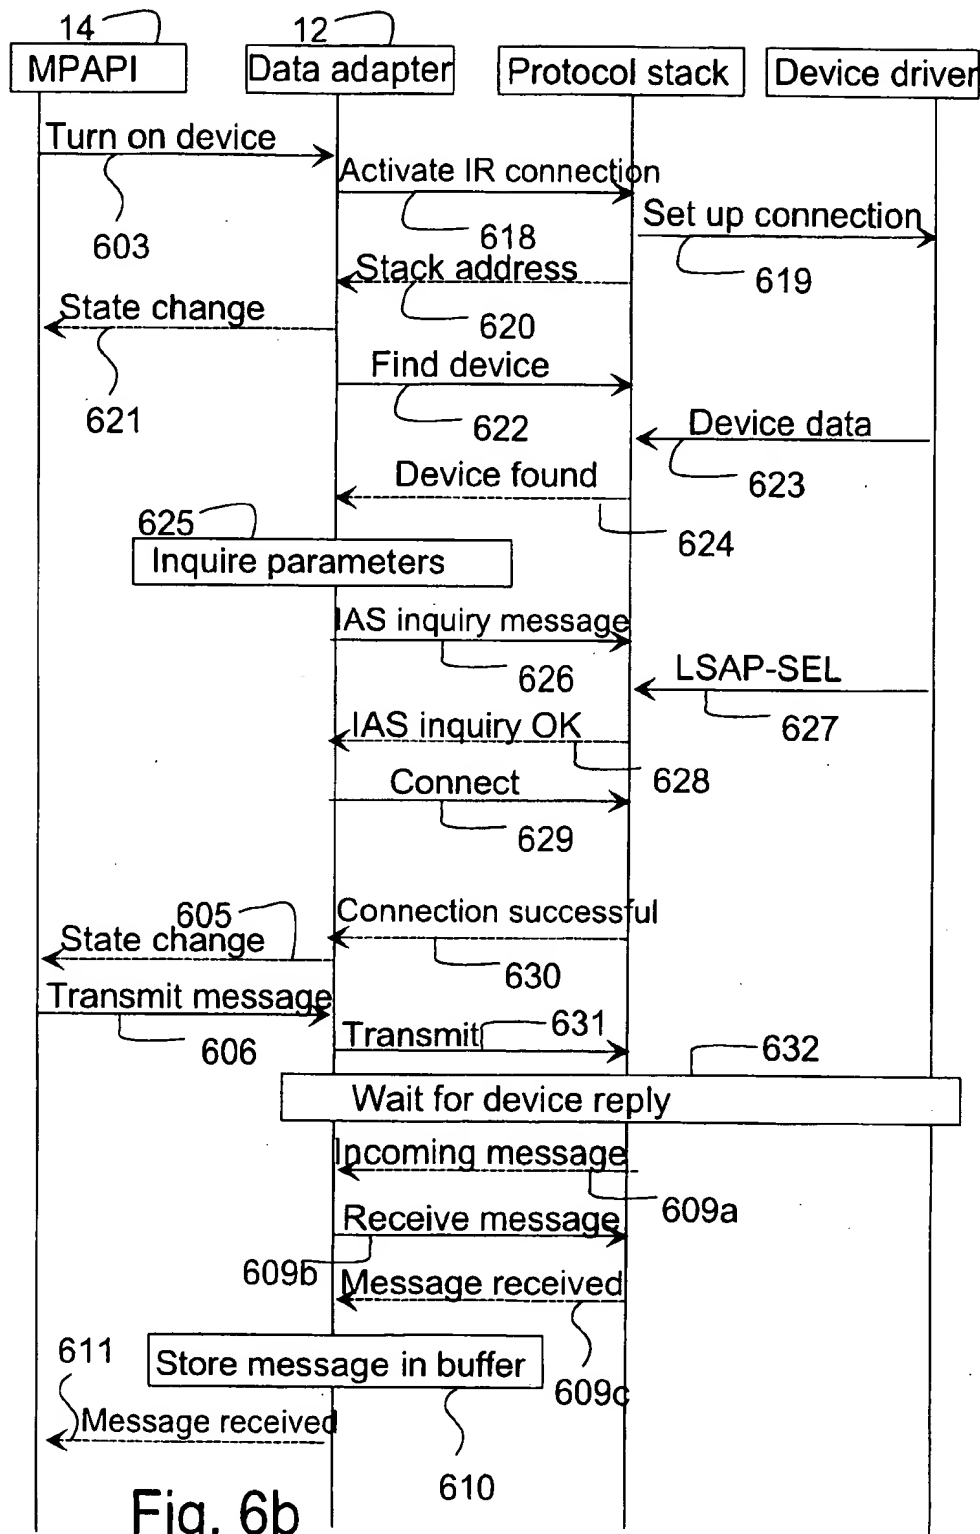 14
12
MPAPI
Data adapter
Protocol stack
Device driver
Turn on device
603
Activate IR connection
618
Set up connection
619
Stack address
620
State change
621
Find device
622
Device data
623
Device found
624
625
Inquire parameters
IAS inquiry message
626
LSAP-SEL
627
IAS inquiry OK
628
Connect
629
605
Connection successful
630
State change
Transmit message
606
Transmit
631
632
Wait for device reply
Incoming message
609a
Receive message
609b
Message received
609c
611
Store message in buffer
610
Message received
Fig. 6b